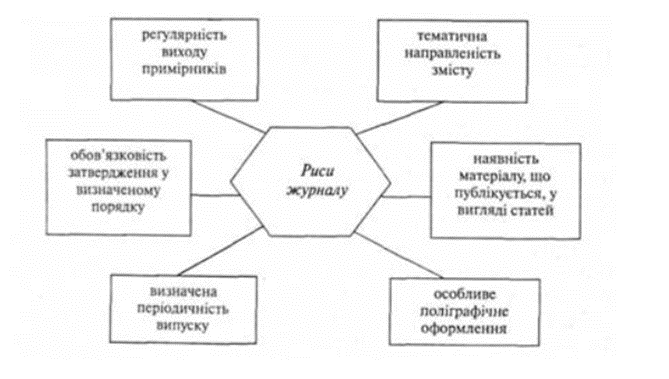 регулярність
виходу
примірників
тематична
направленість
змісту
обов’язковість
затвердження у
визначеному
порядку
Риси
журналу
наявність
матеріалу, що
публікується, у
вигляді статей
визначена
періодичність
випуску
особливе
поліграфічне
оформлення